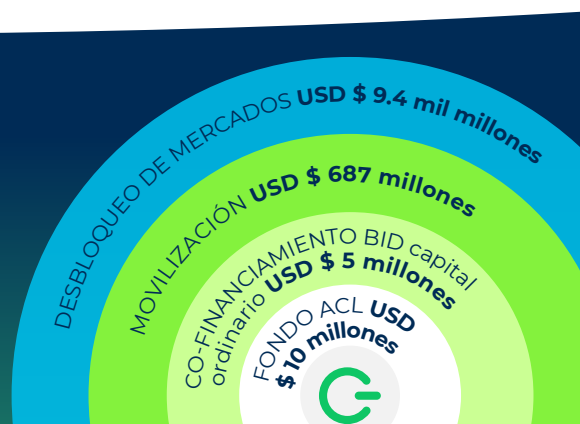 DESBLOQUEO DE MERCADOS USD $ 9.4 mil millones
MOVILIZACIÓN USD $ 687 millones
CO-FINANCIAMIENTO BID capital
ordinario USD $ 5 millones
FONDO ACL USD
$ 10 millones